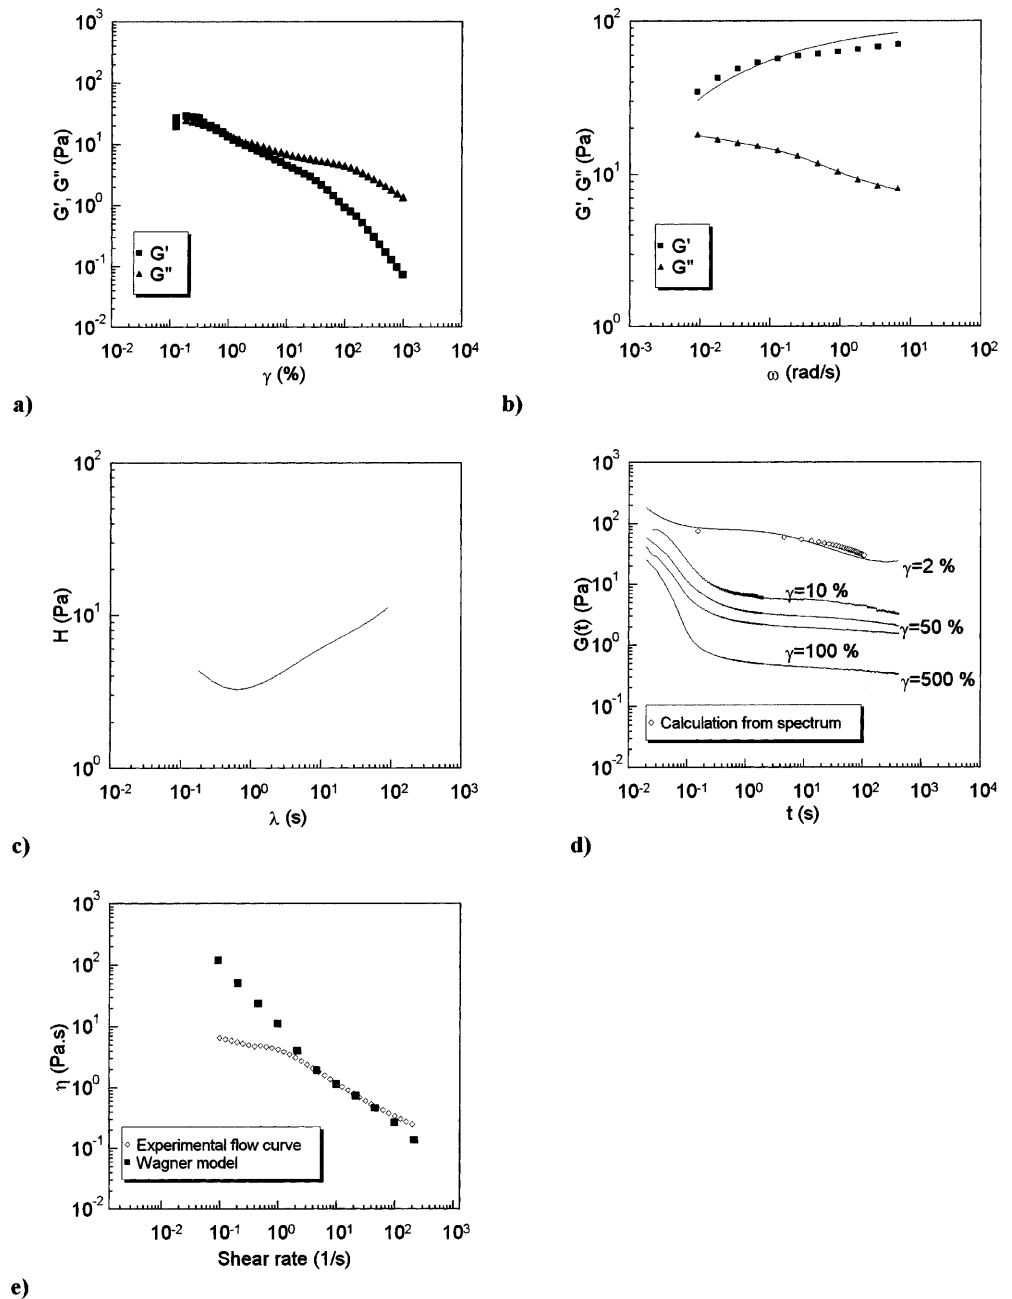 10³
10²
10¹
10⁰
10⁻¹
10⁻²
G', G" (Pa)
G'
G"
10⁻² 10⁻¹ 10⁰ 10¹ 10² 10³ 10⁴
γ (%)
a)
10²
10¹
10⁰
G', G" (Pa)
G'
G"
10⁻³ 10⁻² 10⁻¹ 10⁰ 10¹ 10²
ω (rad/s)
b)
10²
10¹
10⁰
H (Pa)
10⁻² 10⁻¹ 10⁰ 10¹ 10² 10³
λ (s)
c)
10³
10²
10¹
10⁰
10⁻¹
10⁻²
G(t) (Pa)
γ=2 %
γ=10 %
γ=50 %
γ=100 %
γ=500 %
Calculation from spectrum
10⁻² 10⁻¹ 10⁰ 10¹ 10² 10³ 10⁴
t (s)
d)
10³
10²
10¹
10⁰
10⁻¹
10⁻²
η (Pa.s)
Experimental flow curve
Wagner model
10⁻² 10⁻¹ 10⁰ 10¹ 10² 10³
Shear rate (1/s)
e)